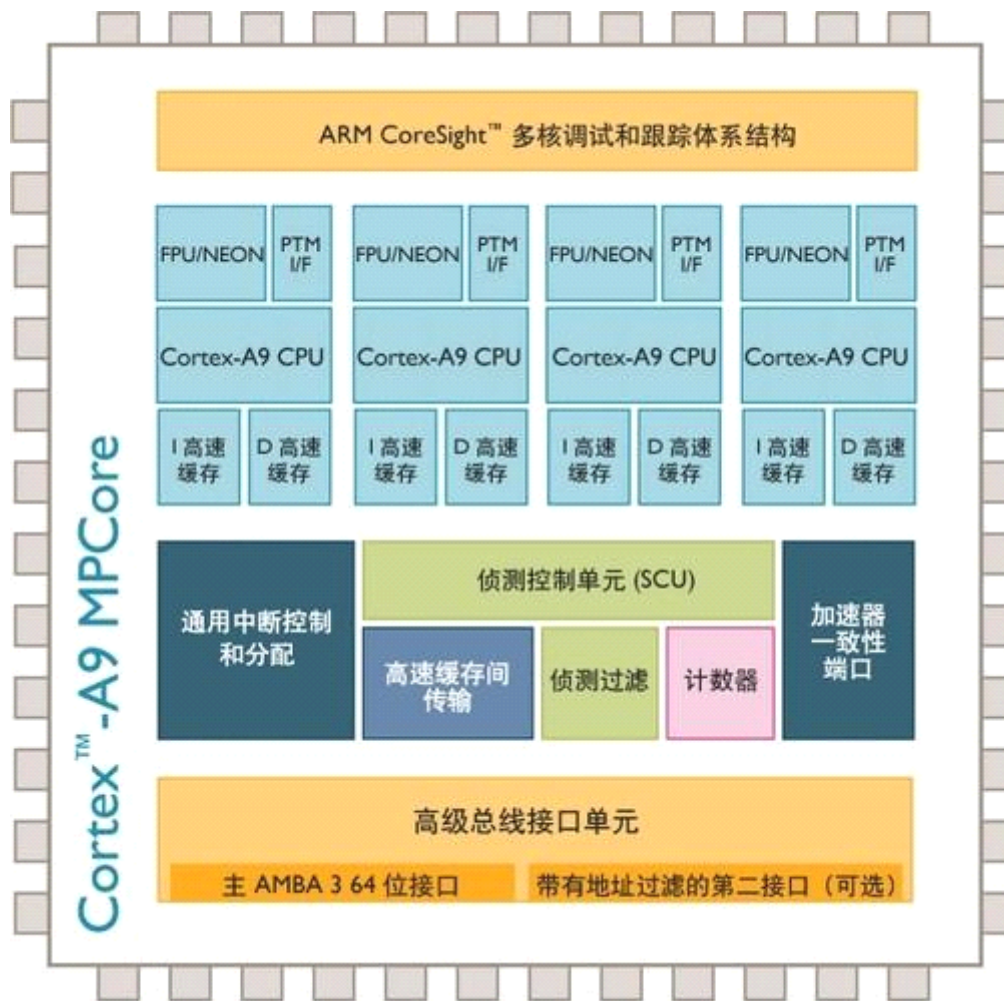 ARM CoreSight™ 多核调试和跟踪体系结构
FPU/NEON
PTM
I/F
FPU/NEON
PTM
I/F
FPU/NEON
PTM
I/F
FPU/NEON
PTM
I/F
Cortex-A9 CPU
Cortex-A9 CPU
Cortex-A9 CPU
Cortex-A9 CPU
I 高速
缓存
D 高速
缓存
I 高速
缓存
D 高速
缓存
I 高速
缓存
D 高速
缓存
I 高速
缓存
D 高速
缓存
Cortex™-A9 MPCore
通用中断控制
和分配
侦测控制单元 (SCU)
高速缓存间
传输
侦测过滤
计数器
加速器
一致性
端口
高级总线接口单元
主 AMBA 3 64 位接口
带有地址过滤的第二接口（可选）